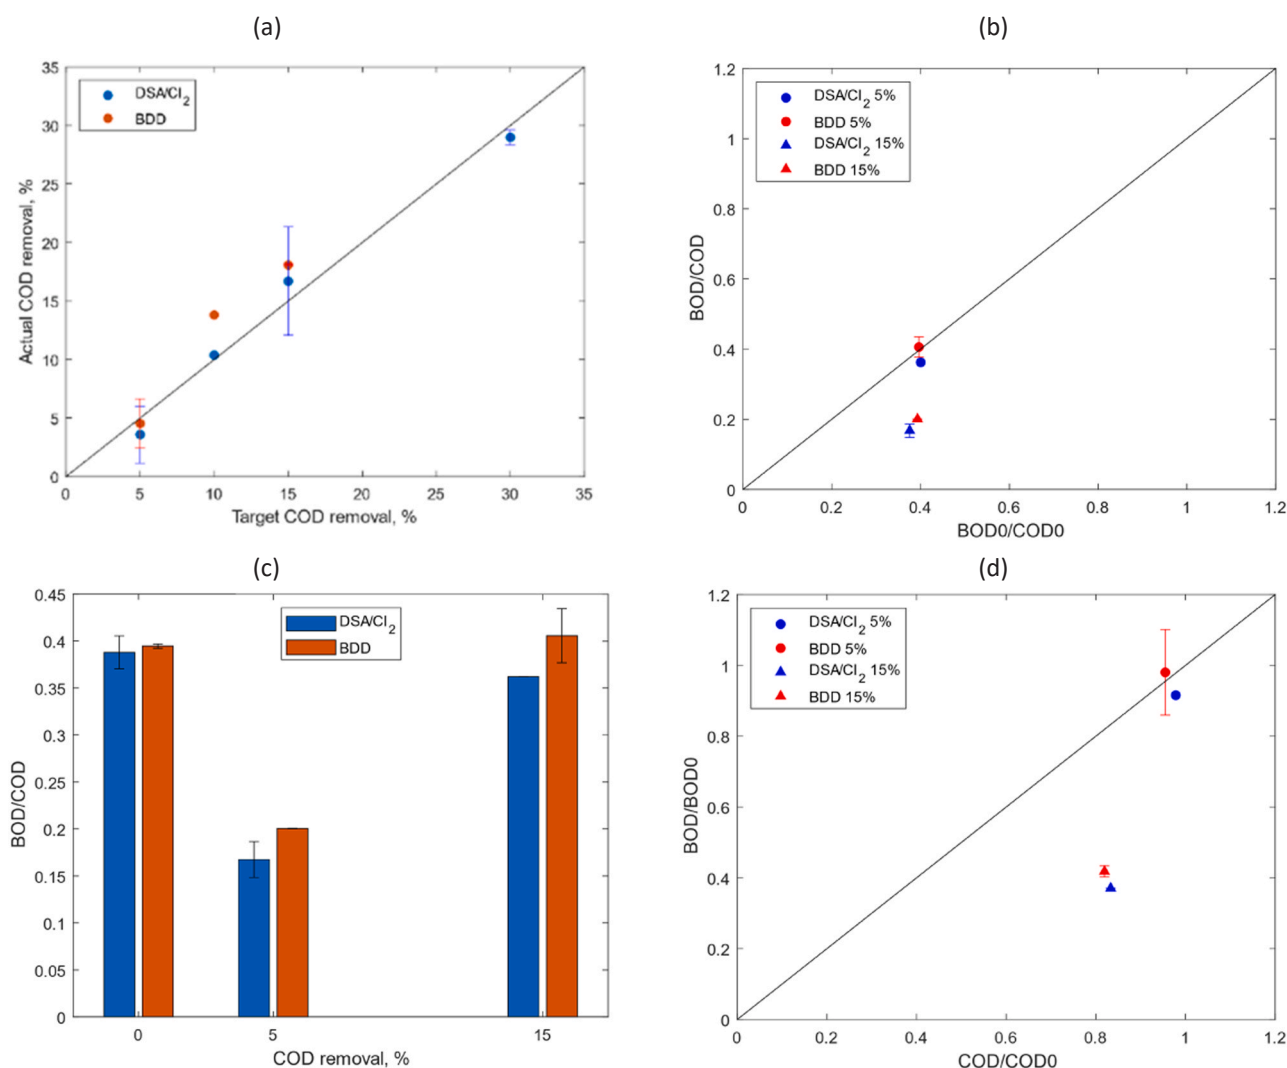 (a)
35
30
25
20
15
10
5
0
Actual COD removal, %
DSA/Cl2
BDD
0 5 10 15 20 25 30 35
Target COD removal, %
(b)
1.2
1
0.8
0.6
0.4
0.2
0
BOD/COD
DSA/Cl2 5%
BDD 5%
DSA/Cl2 15%
BDD 15%
0 0.2 0.4 0.6 0.8 1 1.2
BOD0/COD0
(c)
0.45
0.4
0.35
0.3
0.25
0.2
0.15
0.1
0.05
0
BOD/COD
DSA/Cl2
BDD
0 5 15
COD removal, %
(d)
1.2
1
0.8
0.6
0.4
0.2
0
BOD/BOD0
DSA/Cl2 5%
BDD 5%
DSA/Cl2 15%
BDD 15%
0 0.2 0.4 0.6 0.8 1 1.2
COD/COD0